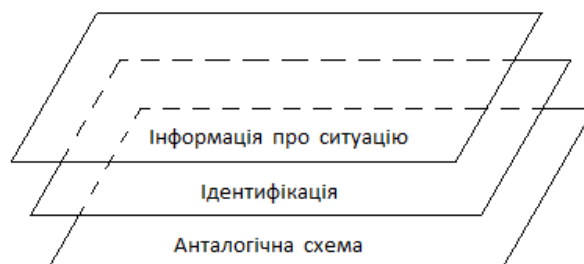 Інформація про ситуацію
Ідентифікація
Анталогічна схема